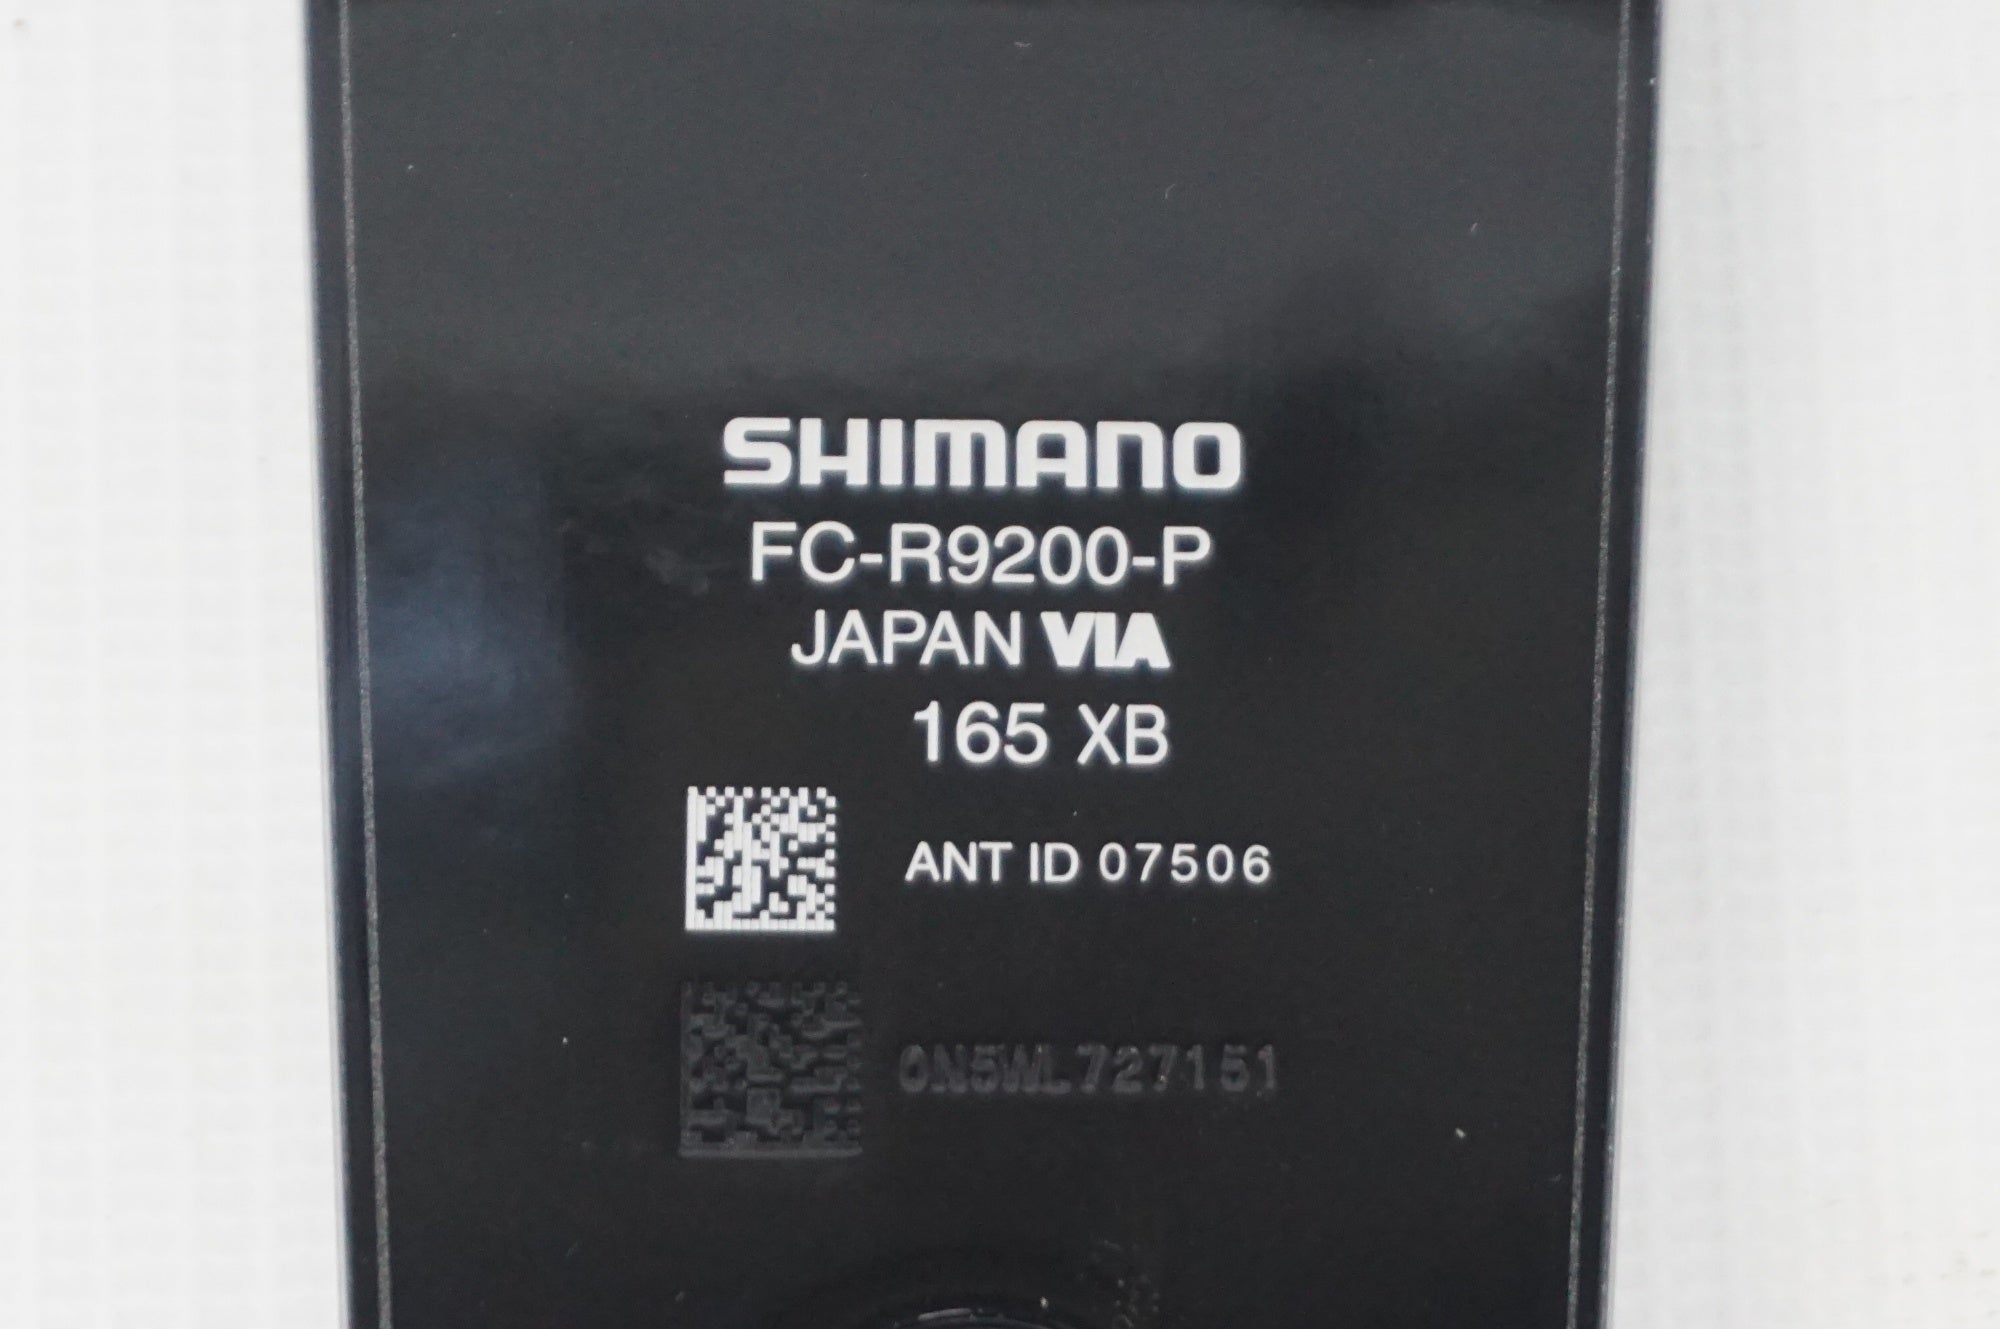 SHIMANO
FC-R9200-P
JAPAN VIA
165 XB
ANT ID 07506
0N5WL727151